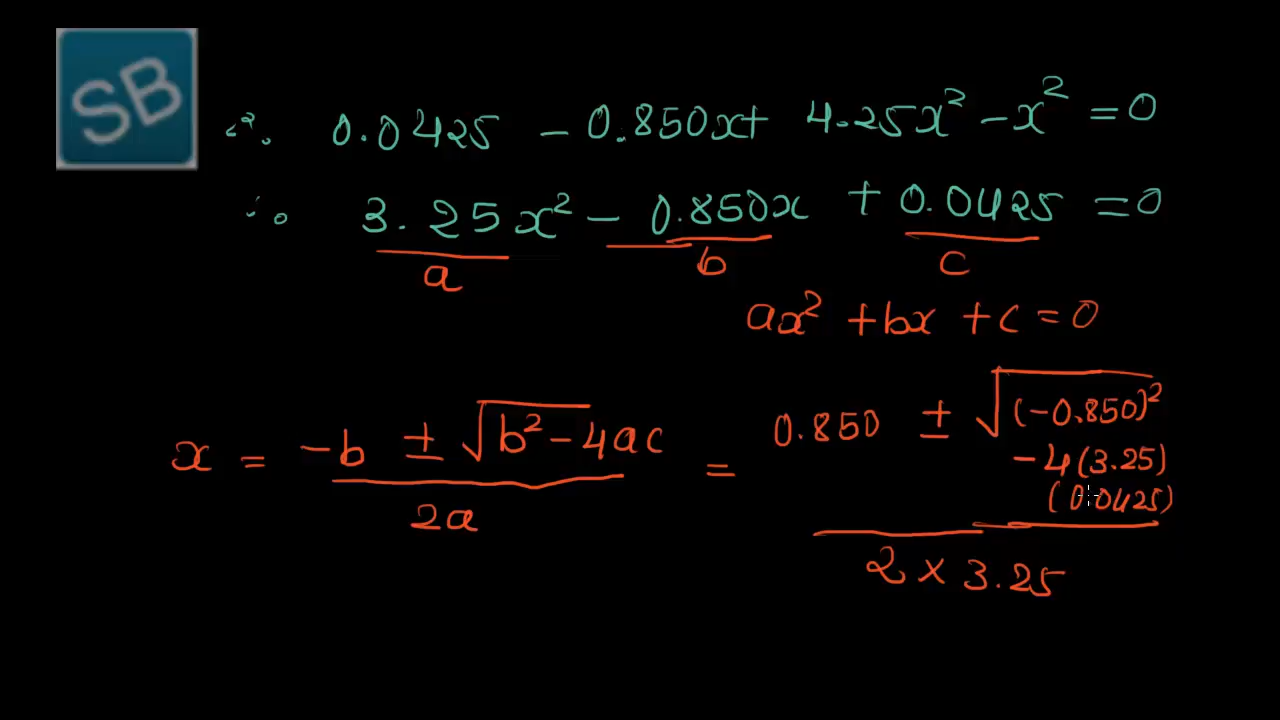 SB
∴ 0.0425 - 0.850x + 4.25x² - x² = 0
∴ 3.25x² - 0.850x + 0.0425 = 0
a b c
ax² + bx + c = 0
x = (-b ± √(b² - 4ac)) / 2a = (0.850 ± √((-0.850)² - 4(3.25)(0.0425))) / (2 × 3.25)